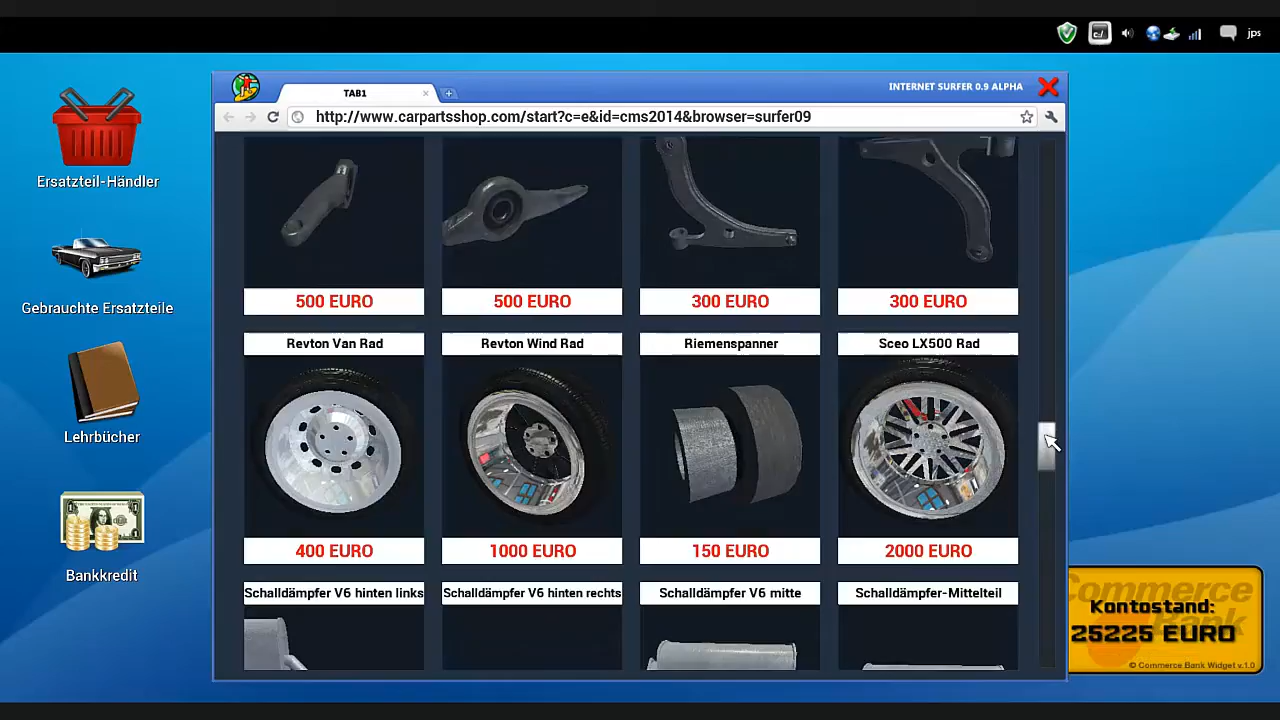 jps
TAB1
INTERNET SURFER 0.9 ALPHA
http://www.carpartsshop.com/start?c=e&id=cms2014&browser=surfer09
Ersatzteil-Händler
Gebrauchte Ersatzteile
Lehrbücher
Bankkredit
500 EURO
500 EURO
300 EURO
300 EURO
Revton Van Rad
Revton Wind Rad
Riemenspanner
Sceo LX500 Rad
400 EURO
1000 EURO
150 EURO
2000 EURO
Schalldämpfer V6 hinten links
Schalldämpfer V6 hinten rechts
Schalldämpfer V6 mitte
Schalldämpfer-Mittelteil
Commerce
Bank
Kontostand:
25225 EURO
© Commerce Bank Widget v.1.0